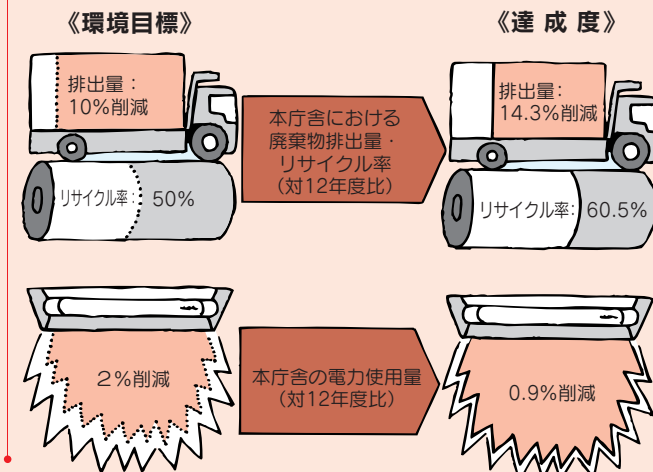 《環境目標》
《達成度》
排出量：
10%削減
本庁舎における
廃棄物排出量・
リサイクル率
（対12年度比）
排出量：
14.3%削減
リサイクル率： 50%
リサイクル率： 60.5%
2%削減
本庁舎の電力使用量
（対12年度比）
0.9%削減